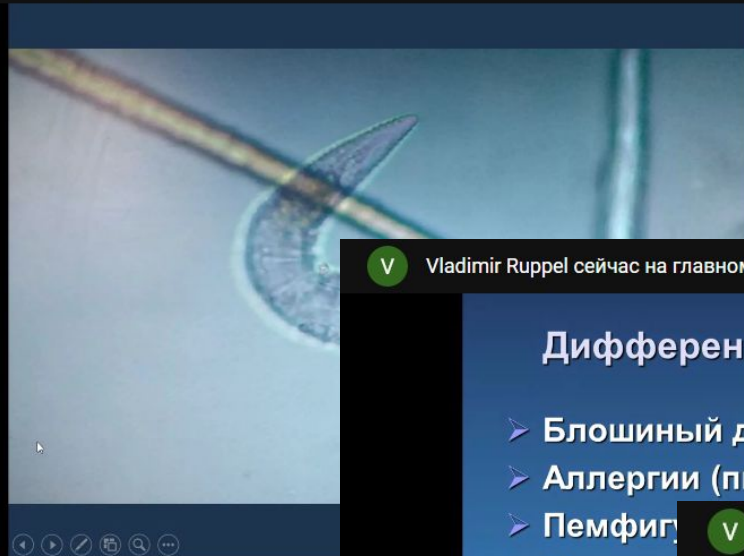 V
Vladimir Ruppel сейчас на главном
Дифферен
Блошиный д
Аллергии (п
Пемфигу
V